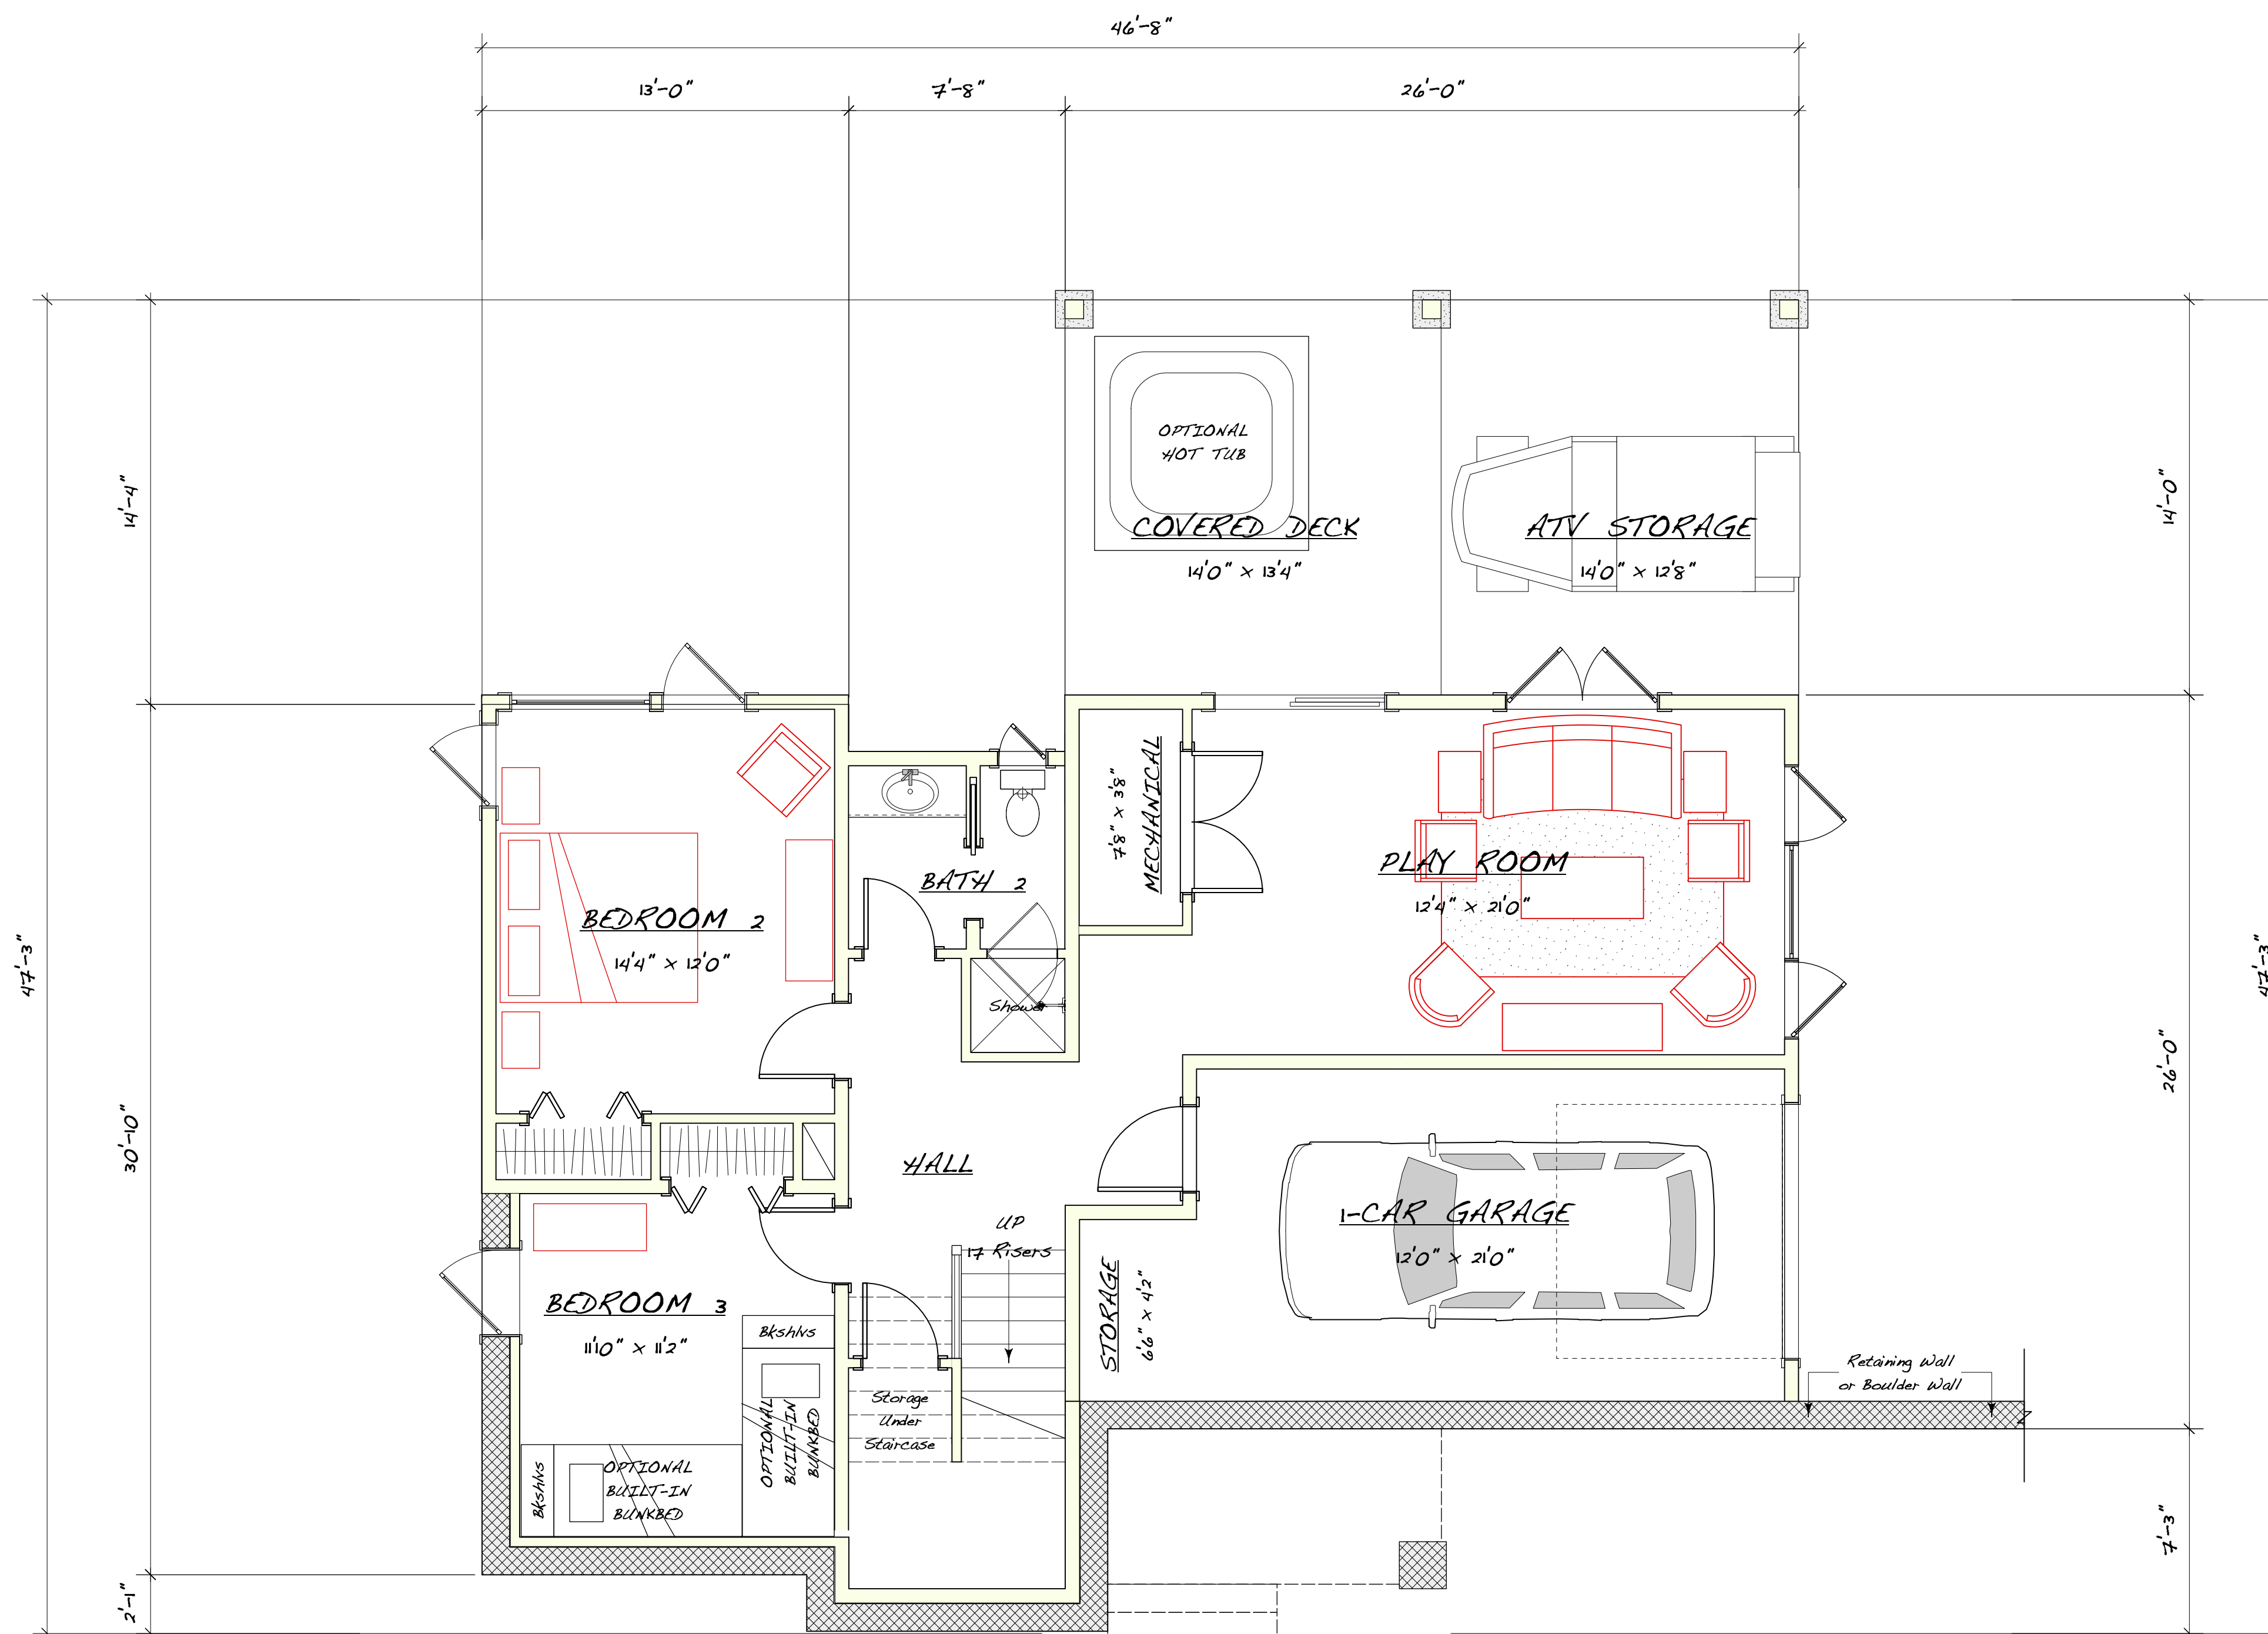 46'-8"
13'-0"
7'-8"
26'-0"
14'-4"
14'-0"
OPTIONAL
HOT TUB
COVERED DECK
14'0" x 13'4"
ATV STORAGE
14'0" x 12'8"
47'-3"
47'-3"
MECHANICAL
7'8" x 3'8"
PLAY ROOM
12'4" x 21'0"
BATH 2
BEDROOM 2
14'4" x 12'0"
Shower
26'-0"
30'-10"
HALL
1-CAR GARAGE
12'0" x 21'0"
UP
17 Risers
STORAGE
6'6" x 4'2"
BEDROOM 3
11'10" x 11'2"
Bkshlvs
OPTIONAL
BUILT-IN
BUNKBED
Storage
Under
Staircase
Retaining Wall
or Boulder Wall
Bkshlvs
OPTIONAL
BUILT-IN
BUNKBED
7'-3"
2'-1"